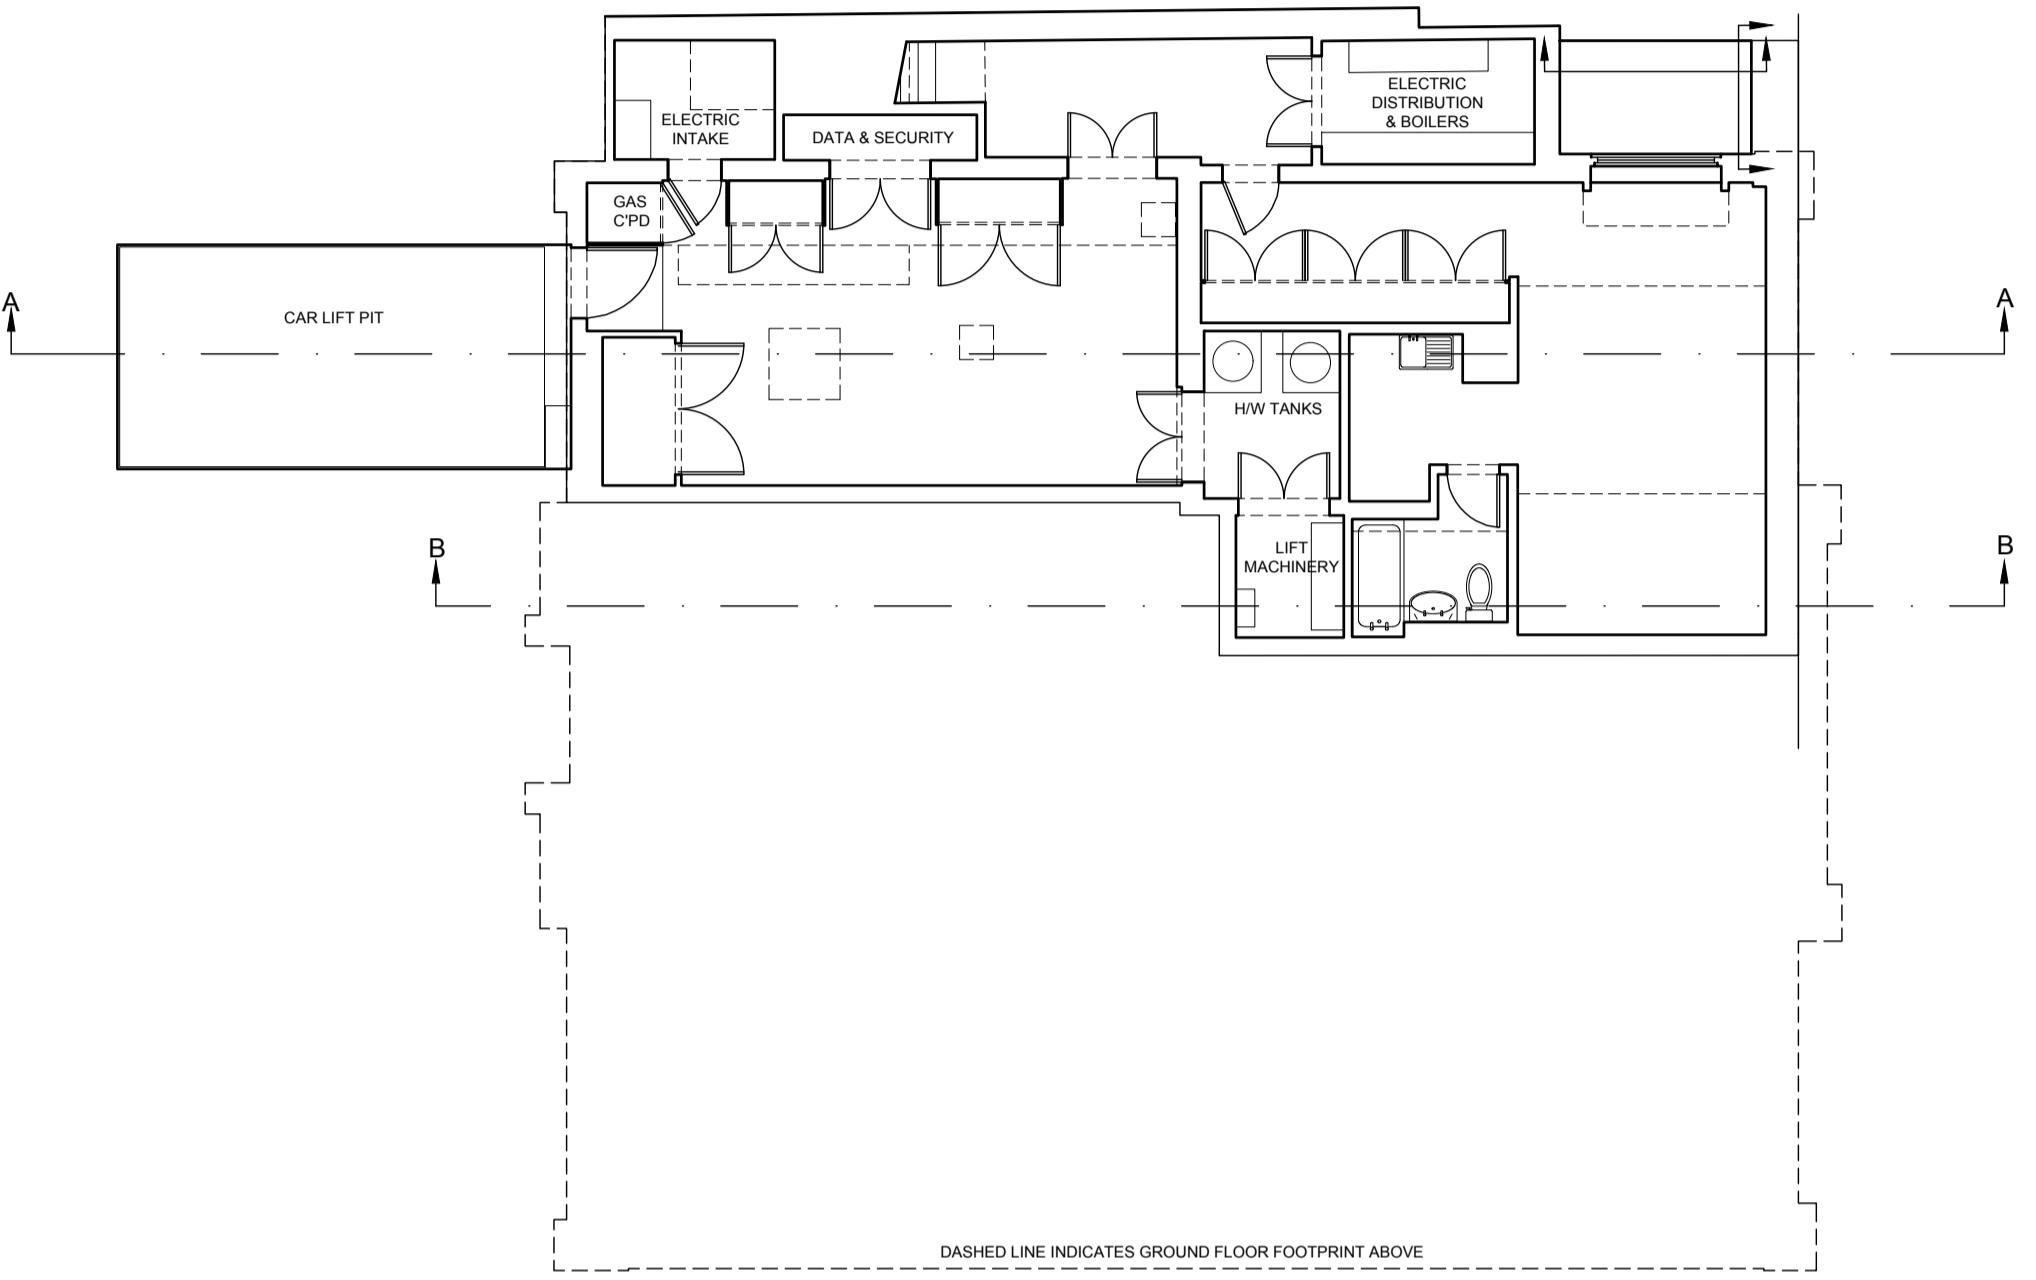 ELECTRIC
INTAKE
DATA & SECURITY
ELECTRIC
DISTRIBUTION
& BOILERS
GAS
C'PD
CAR LIFT PIT
A
A
H/W TANKS
LIFT
MACHINERY
B
B
DASHED LINE INDICATES GROUND FLOOR FOOTPRINT ABOVE